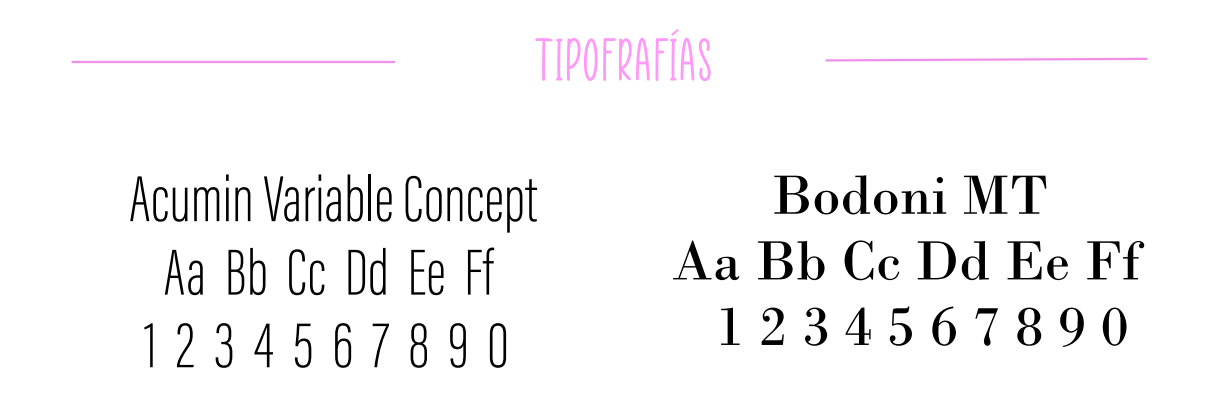 TIPOFRAFÍAS
Acumin Variable Concept
Aa Bb Cc Dd Ee Ff
1 2 3 4 5 6 7 8 9 0
Bodoni MT
Aa Bb Cc Dd Ee Ff
1 2 3 4 5 6 7 8 9 0